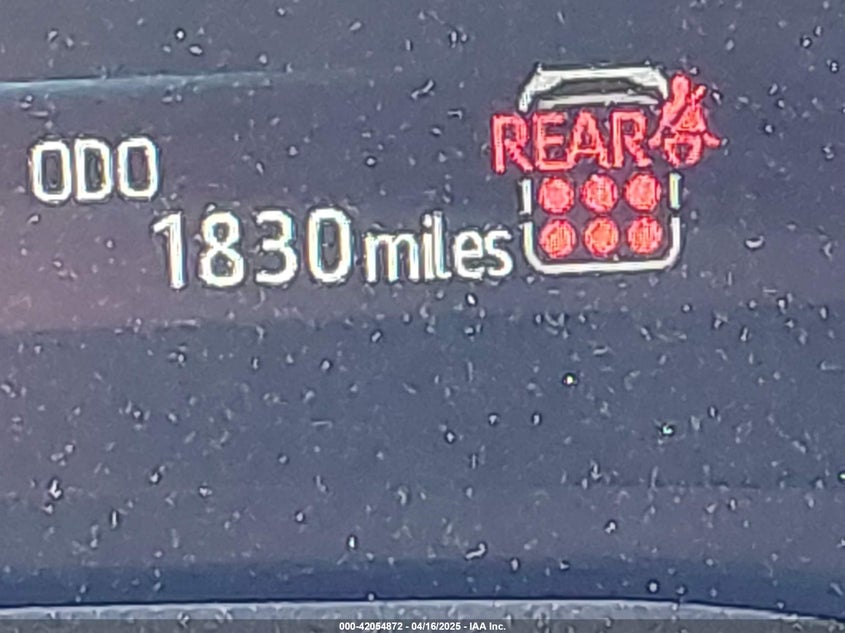 ODO
REAR
1830 miles
000-42054872 - 04/16/2025 - IAA Inc.